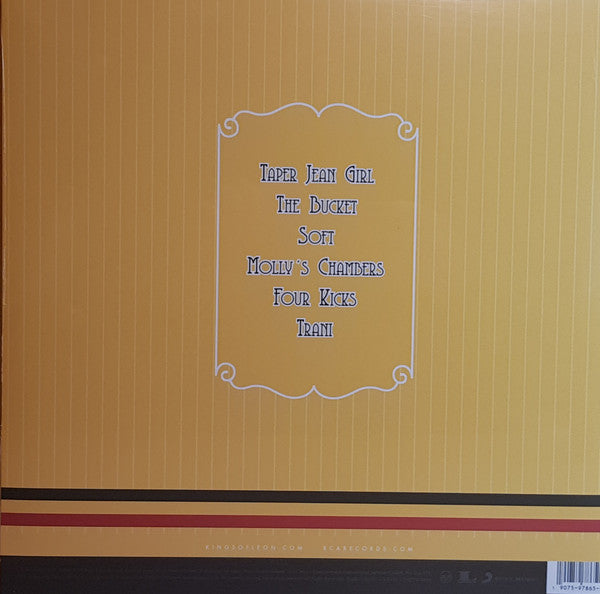 Taper Jean Girl
The Bucket
Soft
Molly's Chambers
Four Kicks
Trani
KINGSOFLEON.COM RCARECORDS.COM